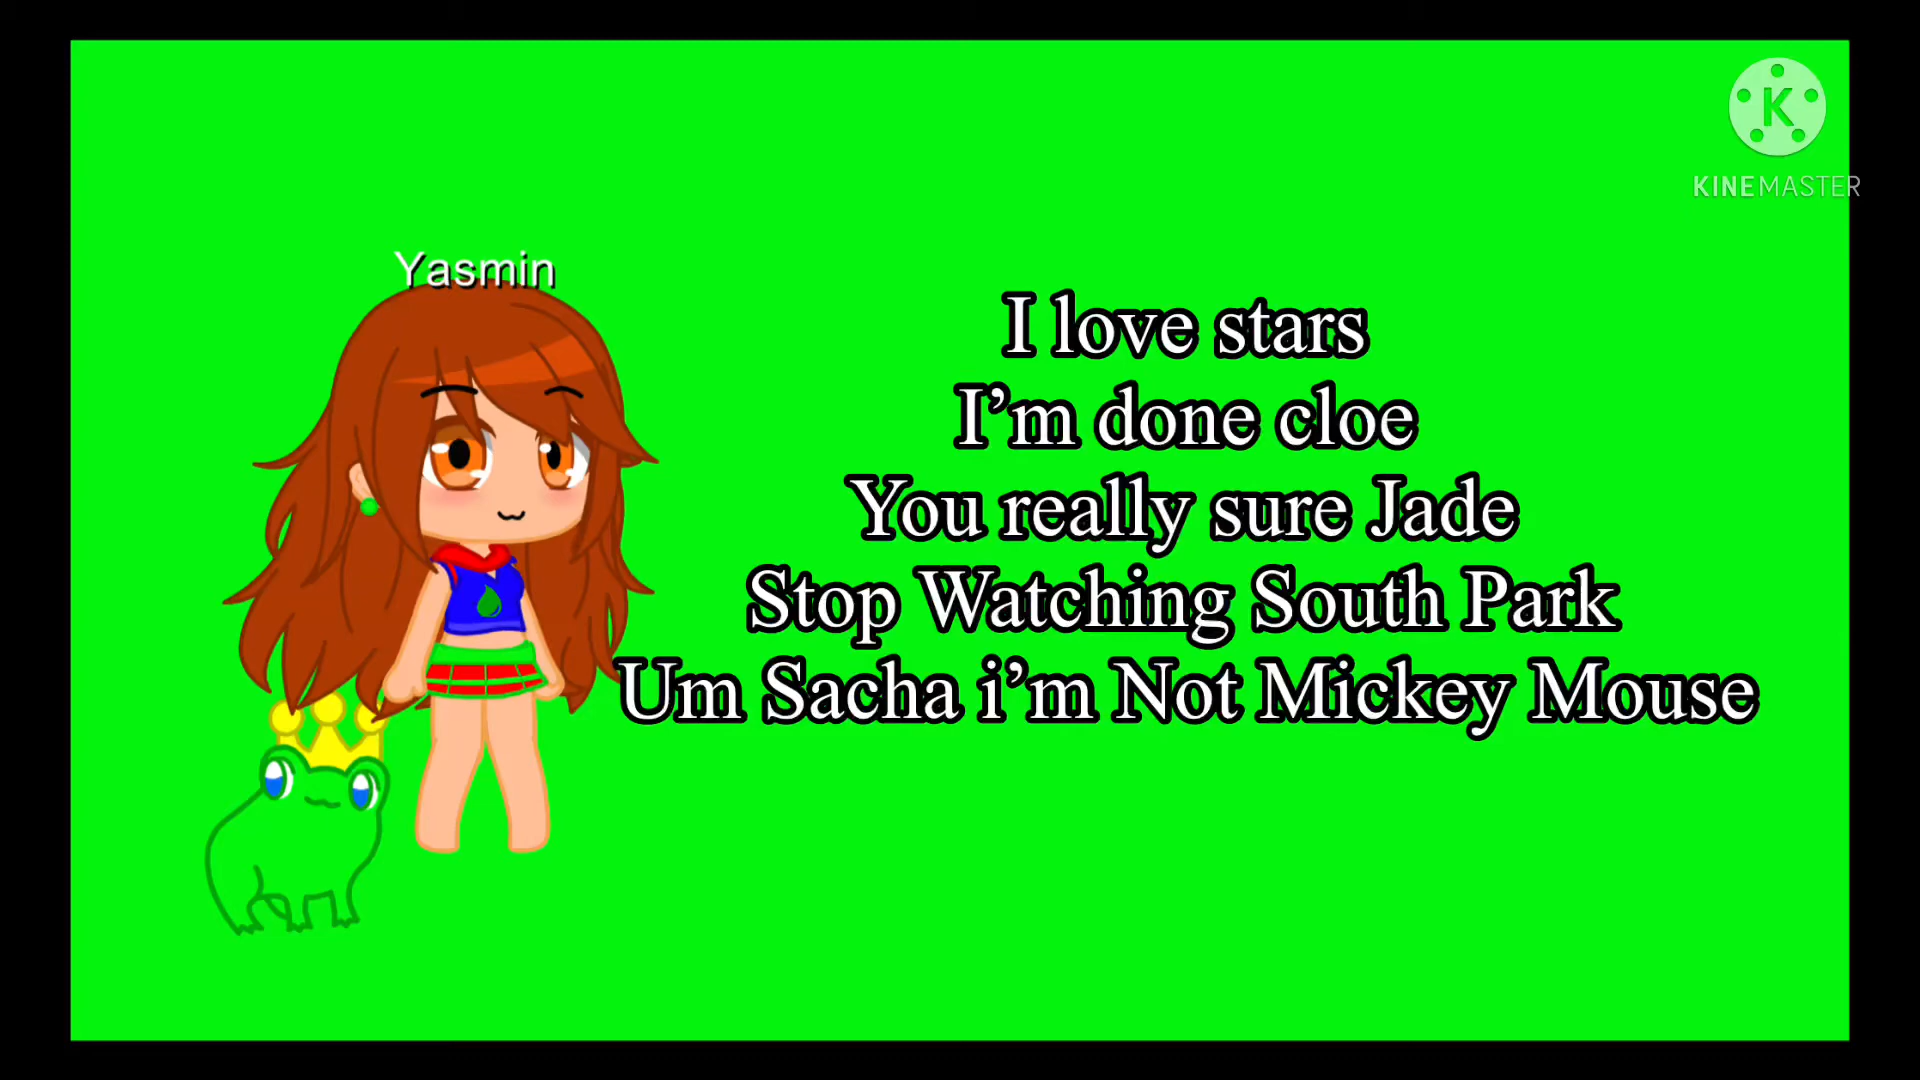 K
KINEMASTER
Yasmin
I love stars
I’m done cloe
You really sure Jade
Stop Watching South Park
Um Sacha i’m Not Mickey Mouse